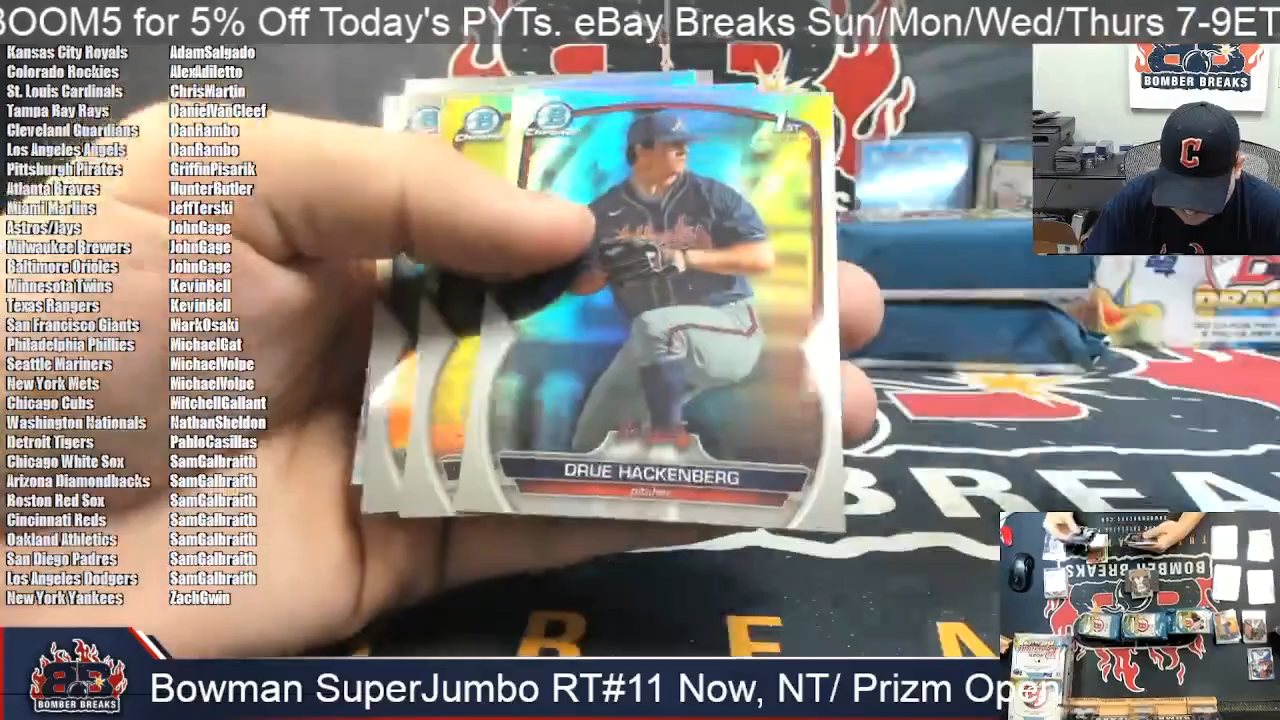 BOOM5 for 5% Off Today's PYTs. eBay Breaks Sun/Mon/Wed/Thurs 7-9ET
Kansas City Royals AdamSalgado
Colorado Rockies AlexAdiletto
St. Louis Cardinals ChrisMartin
Tampa Bay Rays DanielVanCleef
Cleveland Guardians DanRambo
Los Angeles Angels DanRambo
Pittsburgh Pirates GriffinPisarik
Atlanta Braves HunterButler
Miami Marlins JeffTerski
Astros/Jays JohnGage
Milwaukee Brewers JohnGage
Baltimore Orioles JohnGage
Minnesota Twins KevinBell
Texas Rangers KevinBell
San Francisco Giants MarkOsaki
Philadelphia Phillies MichaelGat
Seattle Mariners MichaelVolpe
New York Mets MichaelVolpe
Chicago Cubs MitchellGallant
Washington Nationals NathanSheldon
Detroit Tigers PabloCasillas
Chicago White Sox SamGalbraith
Arizona Diamondbacks SamGalbraith
Boston Red Sox SamGalbraith
Cincinnati Reds SamGalbraith
Oakland Athletics SamGalbraith
San Diego Padres SamGalbraith
Los Angeles Dodgers SamGalbraith
New York Yankees ZachGwin
Chrome
Chrome
1ST
DRUE HACKENBERG
pitcher
BOMBER BREAKS
C
DRAFT
BREA
BREA
BOMBER BREAKS
BOMBER BREAKS
Bowman SuperJumbo RT#11 Now, NT/ Prizm Open